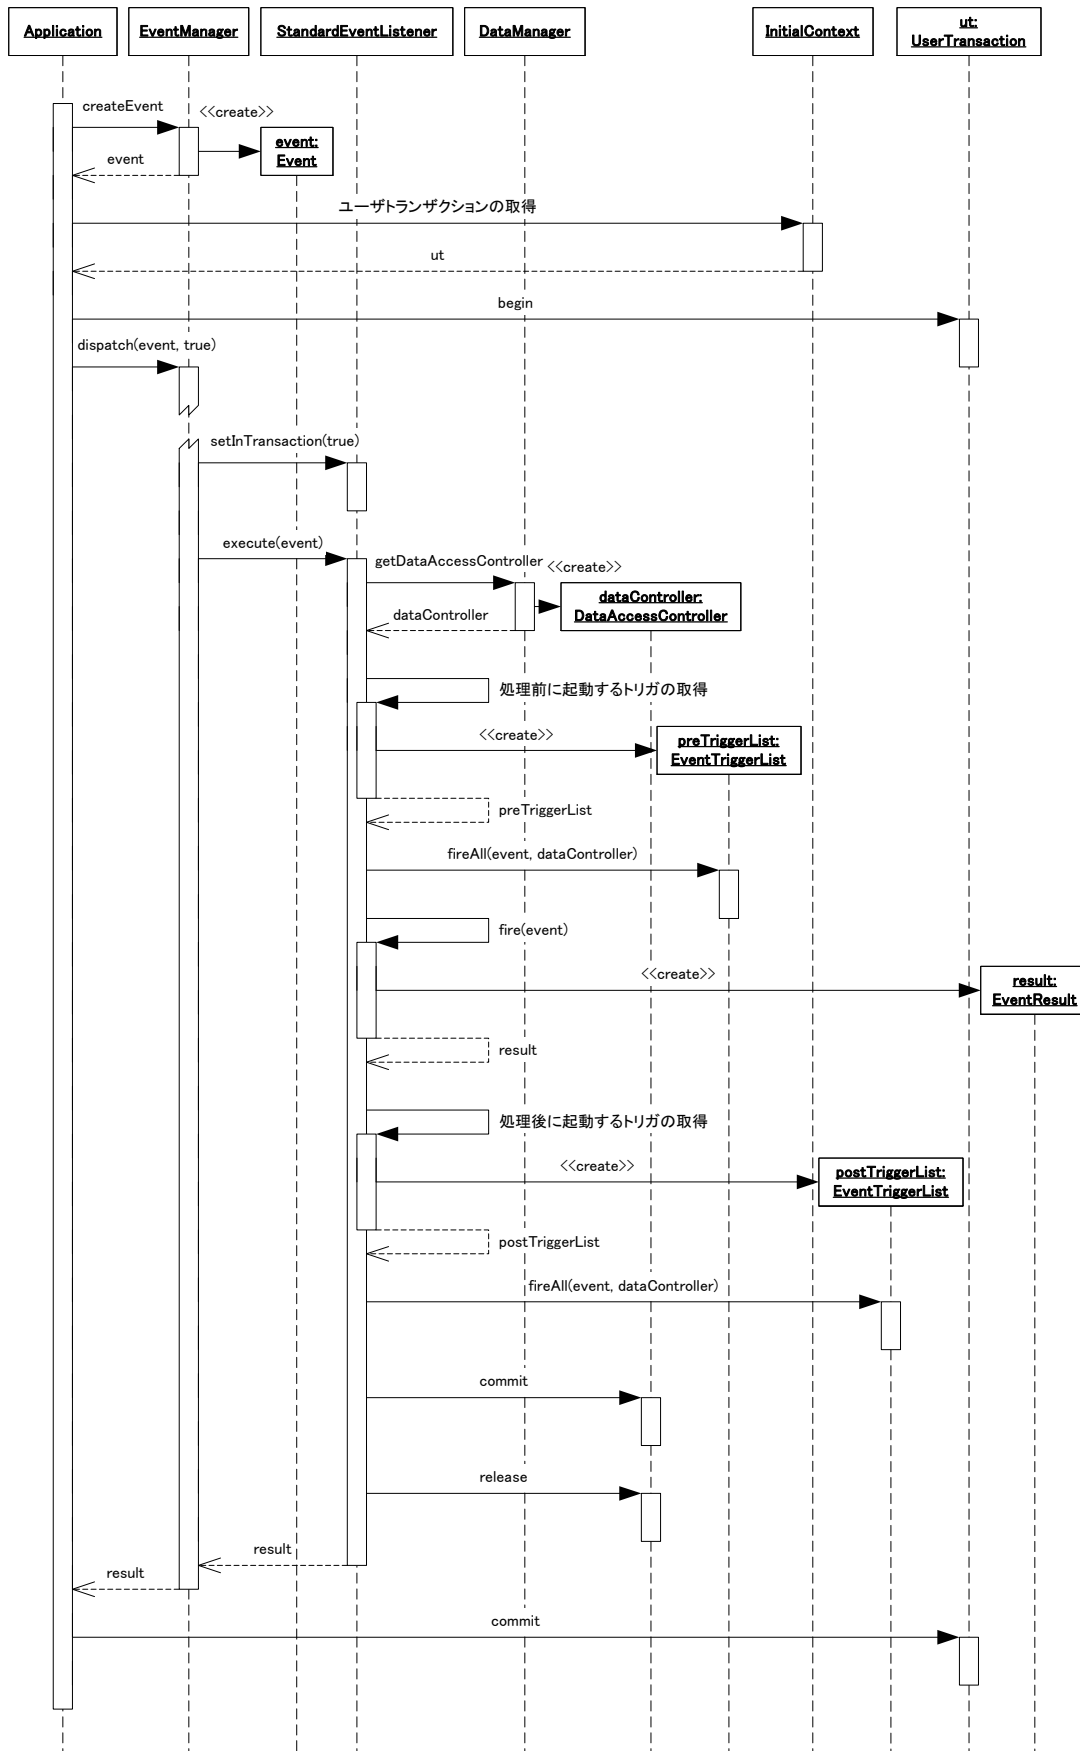 Application
EventManager
StandardEventListener
DataManager
InitialContext
ut:
UserTransaction
createEvent
<<create>>
event:
Event
event
ユーザトランザクションの取得
ut
begin
dispatch(event, true)
setInTransaction(true)
execute(event)
getDataAccessController
<<create>>
dataController:
DataAccessController
dataController
処理前に起動するトリガの取得
<<create>>
preTriggerList:
EventTriggerList
preTriggerList
fireAll(event, dataController)
fire(event)
<<create>>
result:
EventResult
result
処理後に起動するトリガの取得
<<create>>
postTriggerList:
EventTriggerList
postTriggerList
fireAll(event, dataController)
commit
release
result
result
commit